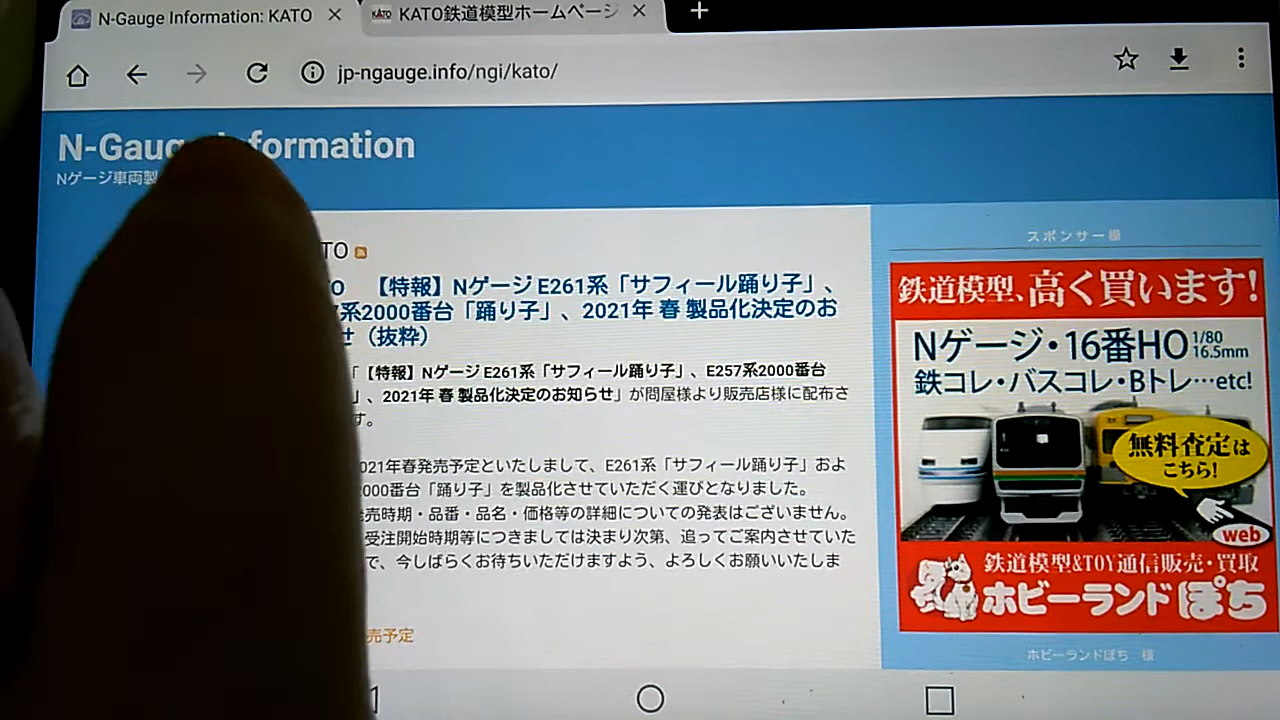 N-Gauge Information: KATO
KATO
KATO鉄道模型ホームページ
jp-ngauge.info/ngi/kato/
N-Gauge Information
Nゲージ車両製
TO
【特報】Nゲージ E261系「サフィール踊り子」、
系2000番台「踊り子」、2021年 春 製品化決定のお
せ（抜粋）
「【特報】Nゲージ E261系「サフィール踊り子」、E257系2000番台
」、2021年 春 製品化決定のお知らせ」が問屋様より販売店様に配布さ
す。
021年春発売予定といたしまして、E261系「サフィール踊り子」およ
000番台「踊り子」を製品化させていただく運びとなりました。
売時期・品番・品名・価格等の詳細についての発表はございません。
受注開始時期等につきましては決まり次第、追ってご案内させていた
で、今しばらくお待ちいただけますよう、よろしくお願いいたしま
売予定
スポンサー様
鉄道模型、高く買います!
Nゲージ・16番HO 1/80 16.5mm
鉄コレ・バスコレ・Bトレ…etc!
無料査定は
こちら!
web
鉄道模型&TOY通信販売・買取
ホビーランドぽち
ホビーランドぽち 様